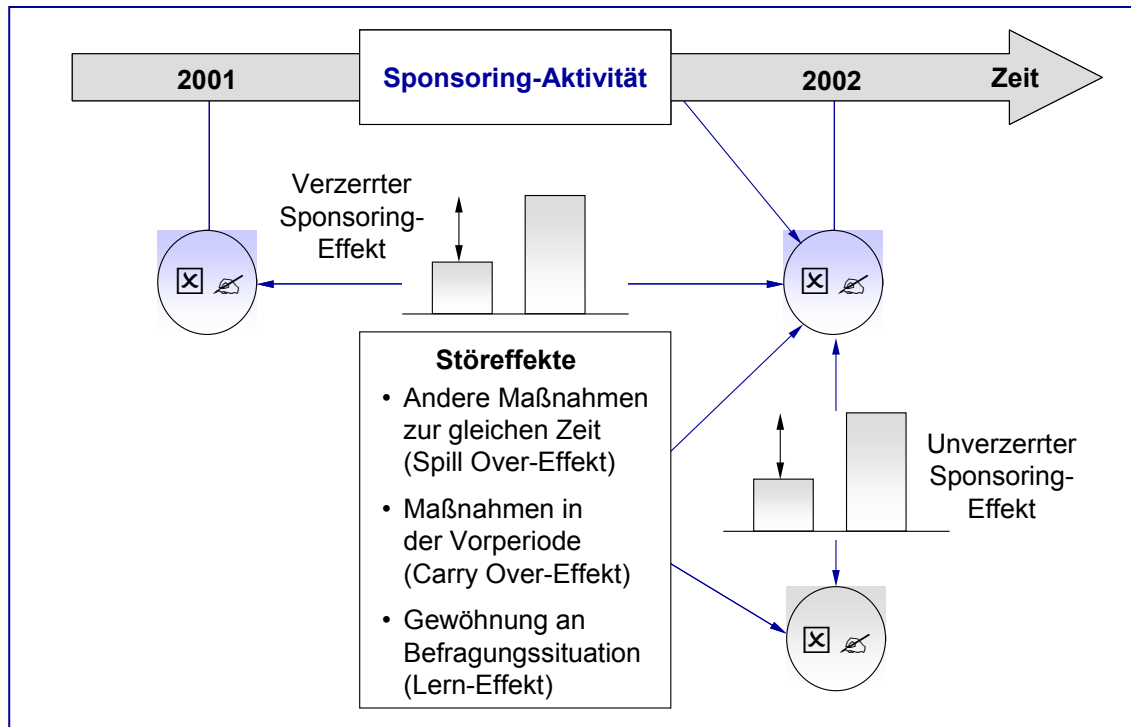 2001
Sponsoring-Aktivität
2002
Zeit
Verzerrter
Sponsoring-
Effekt
Störeffekte
• Andere Maßnahmen
zur gleichen Zeit
(Spill Over-Effekt)
• Maßnahmen in
der Vorperiode
(Carry Over-Effekt)
• Gewöhnung an
Befragungssituation
(Lern-Effekt)
Unverzerrter
Sponsoring-
Effekt